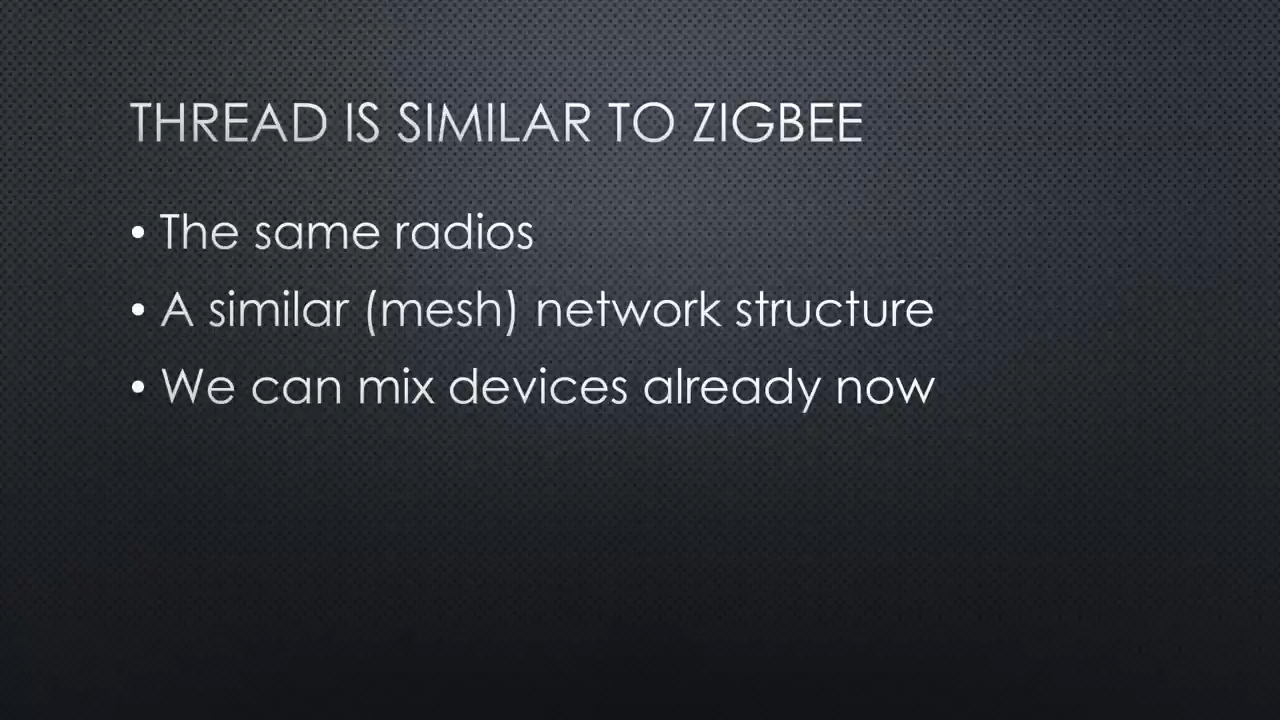 THREAD IS SIMILAR TO ZIGBEE
• The same radios
• A similar (mesh) network structure
• We can mix devices already now